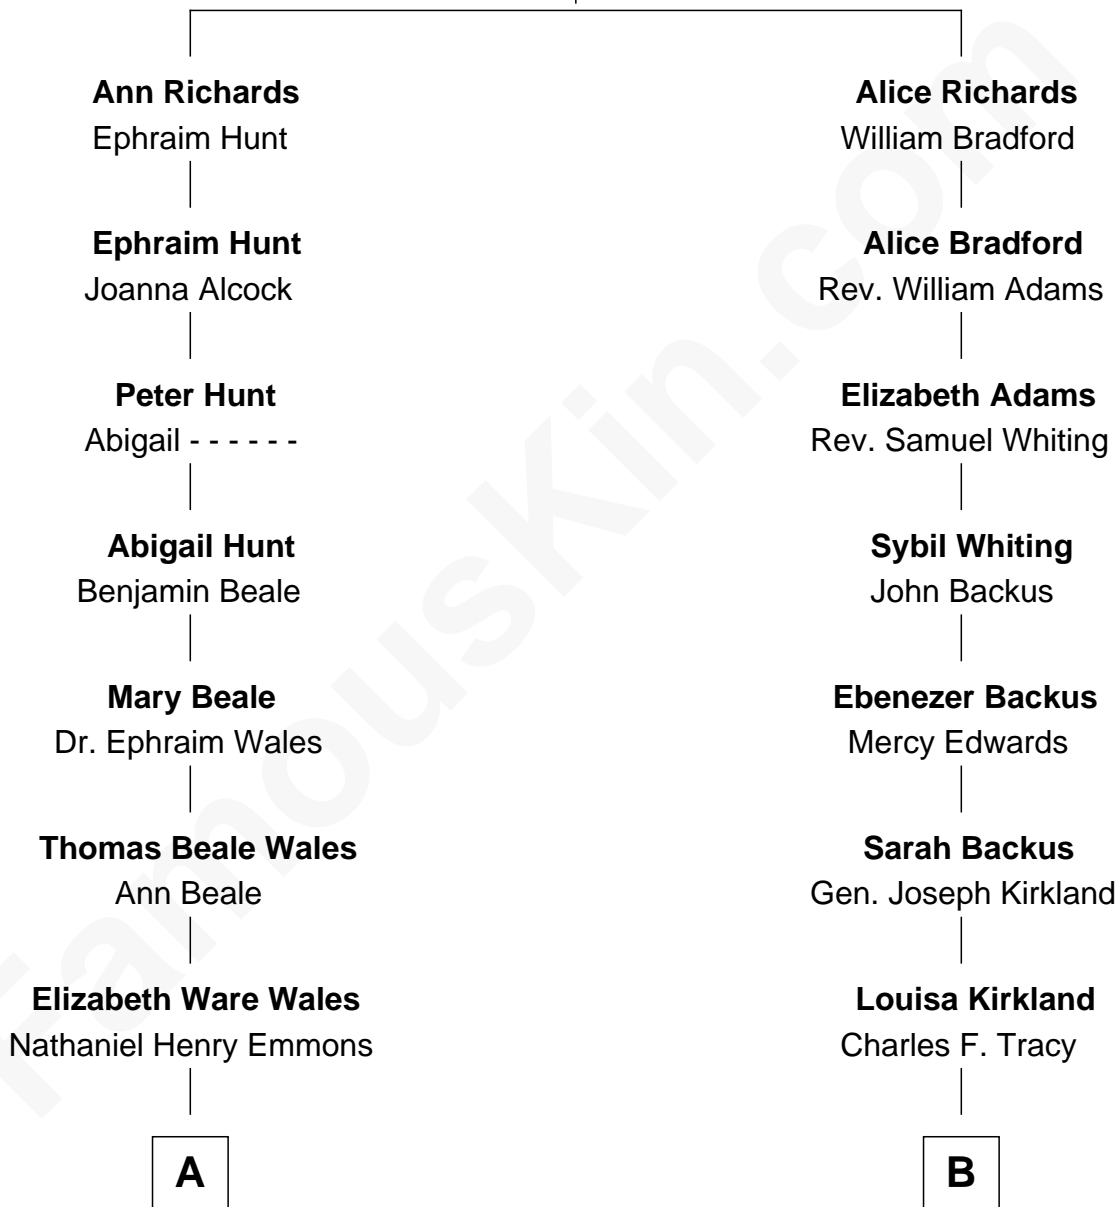 Ann Richards
Ephraim Hunt
Ephraim Hunt
Joanna Alcock
Peter Hunt
Abigail - - - - - -
Abigail Hunt
Benjamin Beale
Mary Beale
Dr. Ephraim Wales
Thomas Beale Wales
Ann Beale
Elizabeth Ware Wales
Nathaniel Henry Emmons
A
Alice Richards
William Bradford
Alice Bradford
Rev. William Adams
Elizabeth Adams
Rev. Samuel Whiting
Sybil Whiting
John Backus
Ebenezer Backus
Mercy Edwards
Sarah Backus
Gen. Joseph Kirkland
Louisa Kirkland
Charles F. Tracy
B
FamousKin.com